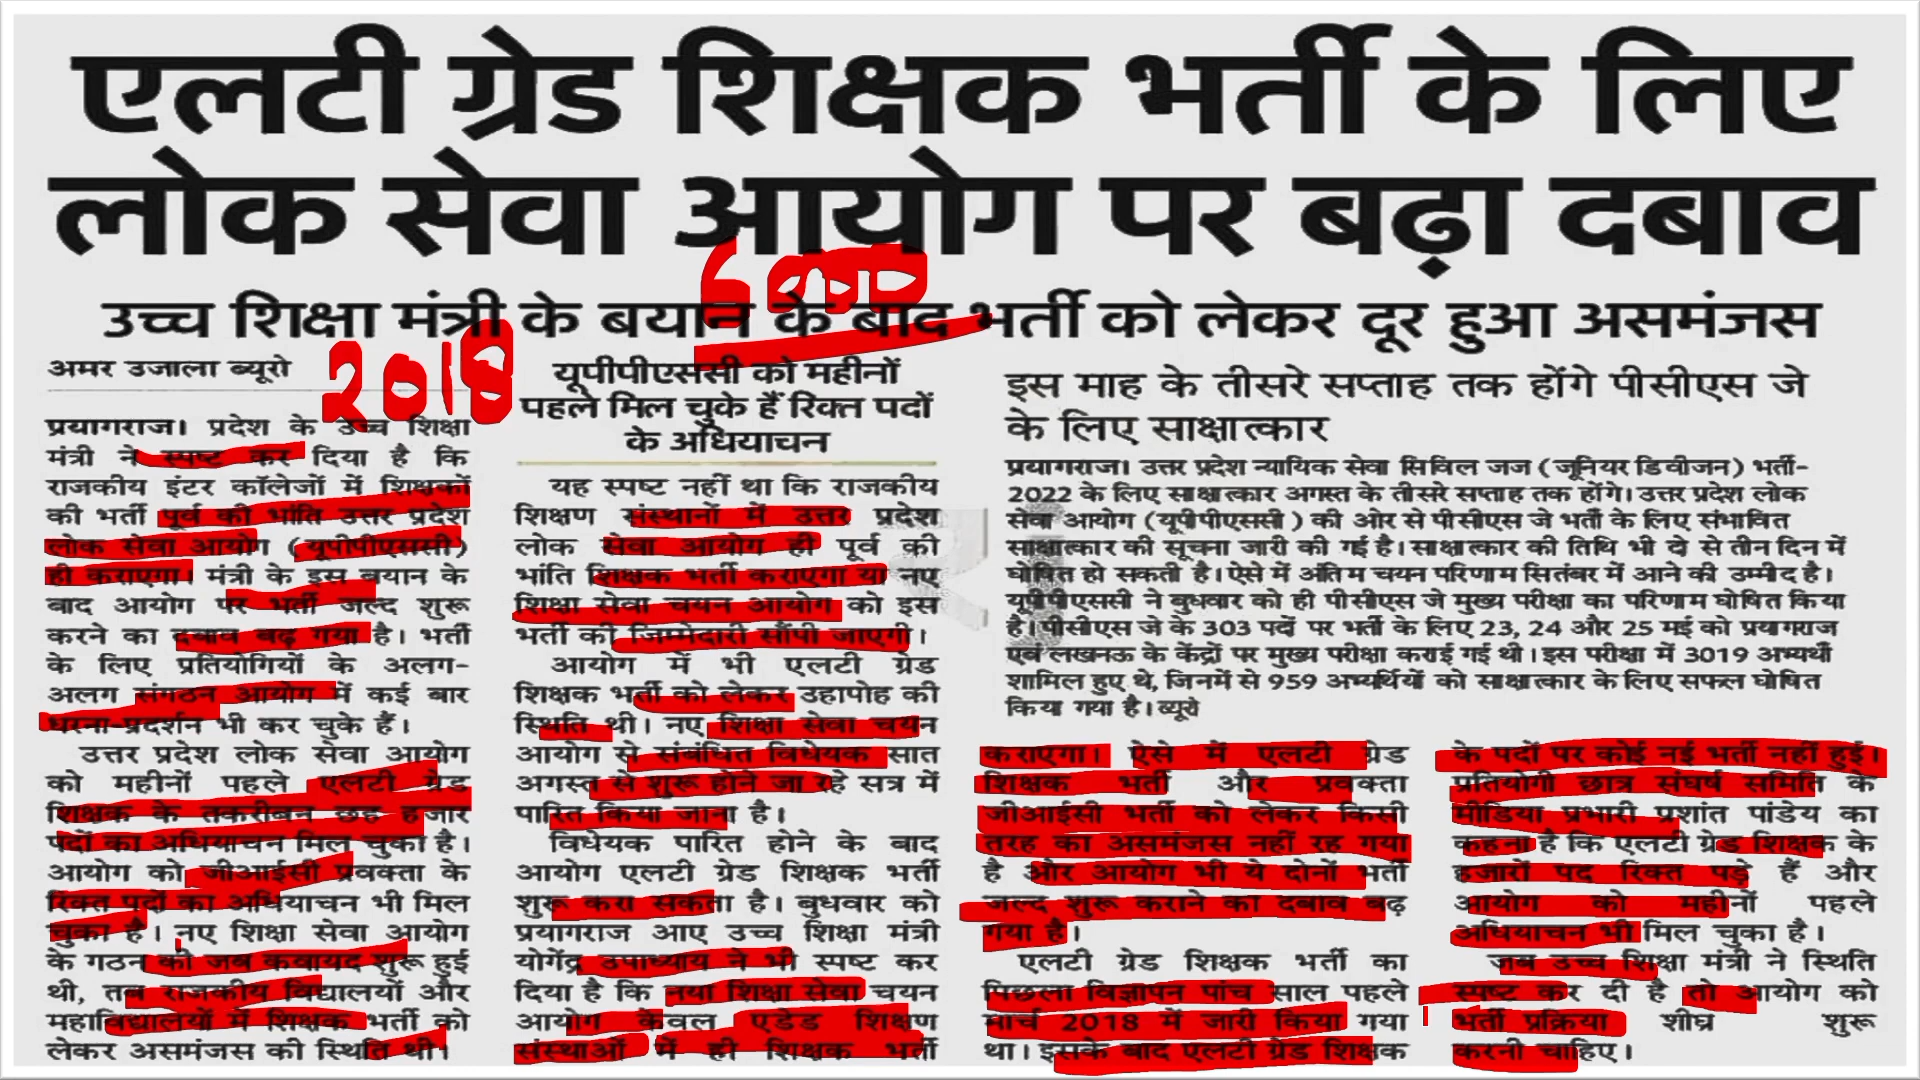 एलटी ग्रेड शिक्षक भर्ती के लिए
लोक सेवा आयोग पर बढ़ा दबाव
6000
उच्च शिक्षा मंत्री के बयान के बाद भर्ती को लेकर दूर हुआ असमंजस
अमर उजाला ब्यूरो
2018
प्रयागराज। प्रदेश के उच्च शिक्षा
मंत्री ने स्पष्ट कर दिया है कि
राजकीय इंटर कॉलेजों में शिक्षकों
की भर्ती पूर्व की भांति उत्तर प्रदेश
लोक सेवा आयोग (यूपीपीएससी)
ही कराएगा। मंत्री के इस बयान के
बाद आयोग पर भर्ती जल्द शुरू
करने का दबाव बढ़ गया है। भर्ती
के लिए प्रतियोगियों के अलग-
अलग संगठन आयोग में कई बार
धरना-प्रदर्शन भी कर चुके हैं।
उत्तर प्रदेश लोक सेवा आयोग
को महीनों पहले एलटी ग्रेड
शिक्षक के तकरीबन छह हजार
पदों का अधियाचन मिल चुका है।
आयोग को जीआईसी प्रवक्ता के
रिक्त पदों का अधियाचन भी मिल
चुका है। नए शिक्षा सेवा आयोग
के गठन की जब कवायद शुरू हुई
थी, तब राजकीय विद्यालयों और
महाविद्यालयों में शिक्षक भर्ती को
लेकर असमंजस की स्थिति थी।
यूपीपीएससी को महीनों
पहले मिल चुके हैं रिक्त पदों
के अधियाचन
यह स्पष्ट नहीं था कि राजकीय
शिक्षण संस्थानों में उत्तर प्रदेश
लोक सेवा आयोग ही पूर्व की
भांति शिक्षक भर्ती कराएगा या नए
शिक्षा सेवा चयन आयोग को इस
भर्ती की जिम्मेदारी सौंपी जाएगी।
आयोग में भी एलटी ग्रेड
शिक्षक भर्ती को लेकर उहापोह की
स्थिति थी। नए शिक्षा सेवा चयन
आयोग से संबंधित विधेयक सात
अगस्त से शुरू होने जा रहे सत्र में
पारित किया जाना है।
विधेयक पारित होने के बाद
आयोग एलटी ग्रेड शिक्षक भर्ती
शुरू करा सकता है। बुधवार को
प्रयागराज आए उच्च शिक्षा मंत्री
योगेंद्र उपाध्याय ने भी स्पष्ट कर
दिया है कि नया शिक्षा सेवा चयन
आयोग केवल एडेड शिक्षण
संस्थाओं में ही शिक्षक भर्ती
इस माह के तीसरे सप्ताह तक होंगे पीसीएस जे
के लिए साक्षात्कार
प्रयागराज। उत्तर प्रदेश न्यायिक सेवा सिविल जज (जूनियर डिवीजन) भर्ती-
2022 के लिए साक्षात्कार अगस्त के तीसरे सप्ताह तक होंगे। उत्तर प्रदेश लोक
सेवा आयोग (यूपीपीएससी ) की ओर से पीसीएस जे भर्ती के लिए संभावित
साक्षात्कार की सूचना जारी की गई है। साक्षात्कार की तिथि भी दो से तीन दिन में
घोषित हो सकती है। ऐसे में अंतिम चयन परिणाम सितंबर में आने की उम्मीद है।
यूपीपीएससी ने बुधवार को ही पीसीएस जे मुख्य परीक्षा का परिणाम घोषित किया
है। पीसीएस जे के 303 पदों पर भर्ती के लिए 23, 24 और 25 मई को प्रयागराज
एवं लखनऊ के केंद्रों पर मुख्य परीक्षा कराई गई थी। इस परीक्षा में 3019 अभ्यर्थी
शामिल हुए थे, जिनमें से 959 अभ्यर्थियों को साक्षात्कार के लिए सफल घोषित
किया गया है। ब्यूरो
कराएगा। ऐसे में एलटी ग्रेड
शिक्षक भर्ती और प्रवक्ता
जीआईसी भर्ती को लेकर किसी
तरह का असमंजस नहीं रह गया
है और आयोग भी ये दोनों भर्ती
जल्द शुरू कराने का दबाव बढ़
गया है।
एलटी ग्रेड शिक्षक भर्ती का
पिछला विज्ञापन पांच साल पहले
मार्च 2018 में जारी किया गया
था। इसके बाद एलटी ग्रेड शिक्षक
के पदों पर कोई नई भर्ती नहीं हुई।
प्रतियोगी छात्र संघर्ष समिति के
मीडिया प्रभारी प्रशांत पांडेय का
कहना है कि एलटी ग्रेड शिक्षक के
हजारों पद रिक्त पड़े हैं और
आयोग को महीनों पहले
अधियाचन भी मिल चुका है।
जब उच्च शिक्षा मंत्री ने स्थिति
स्पष्ट कर दी है तो आयोग को
भर्ती प्रक्रिया शीघ्र शुरू
करनी चाहिए।